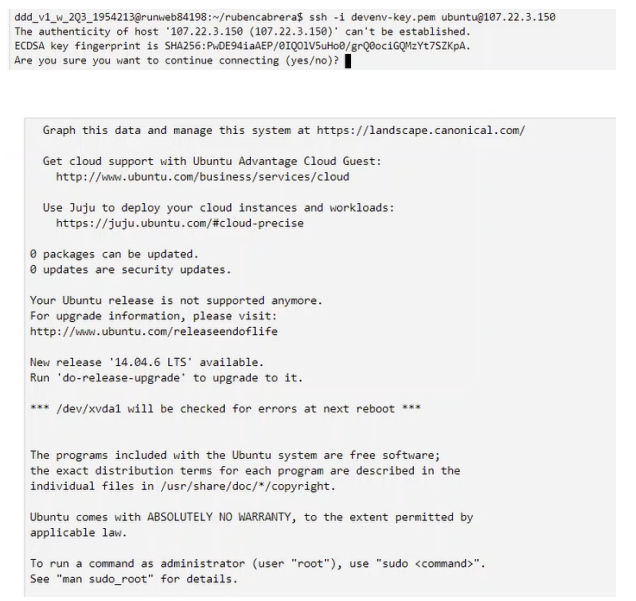 ddd_v1_w_2Q3_1954213@runweb84198:~/rubencabrera$ ssh -i devenv-key.pem ubuntu@107.22.3.150
The authenticity of host '107.22.3.150 (107.22.3.150)' can't be established.
ECDSA key fingerprint is SHA256:PwDE94iaAEP/0IQOlV5uHo0/grQ0ociGQMzYt7SZKpA.
Are you sure you want to continue connecting (yes/no)?
Graph this data and manage this system at https://landscape.canonical.com/
Get cloud support with Ubuntu Advantage Cloud Guest:
http://www.ubuntu.com/business/services/cloud
Use Juju to deploy your cloud instances and workloads:
https://juju.ubuntu.com/#cloud-precise
0 packages can be updated.
0 updates are security updates.
Your Ubuntu release is not supported anymore.
For upgrade information, please visit:
http://www.ubuntu.com/releaseendoflife
New release '14.04.6 LTS' available.
Run 'do-release-upgrade' to upgrade to it.
*** /dev/xvda1 will be checked for errors at next reboot ***
The programs included with the Ubuntu system are free software;
the exact distribution terms for each program are described in the
individual files in /usr/share/doc/*/copyright.
Ubuntu comes with ABSOLUTELY NO WARRANTY, to the extent permitted by
applicable law.
To run a command as administrator (user "root"), use "sudo <command>".
See "man sudo_root" for details.